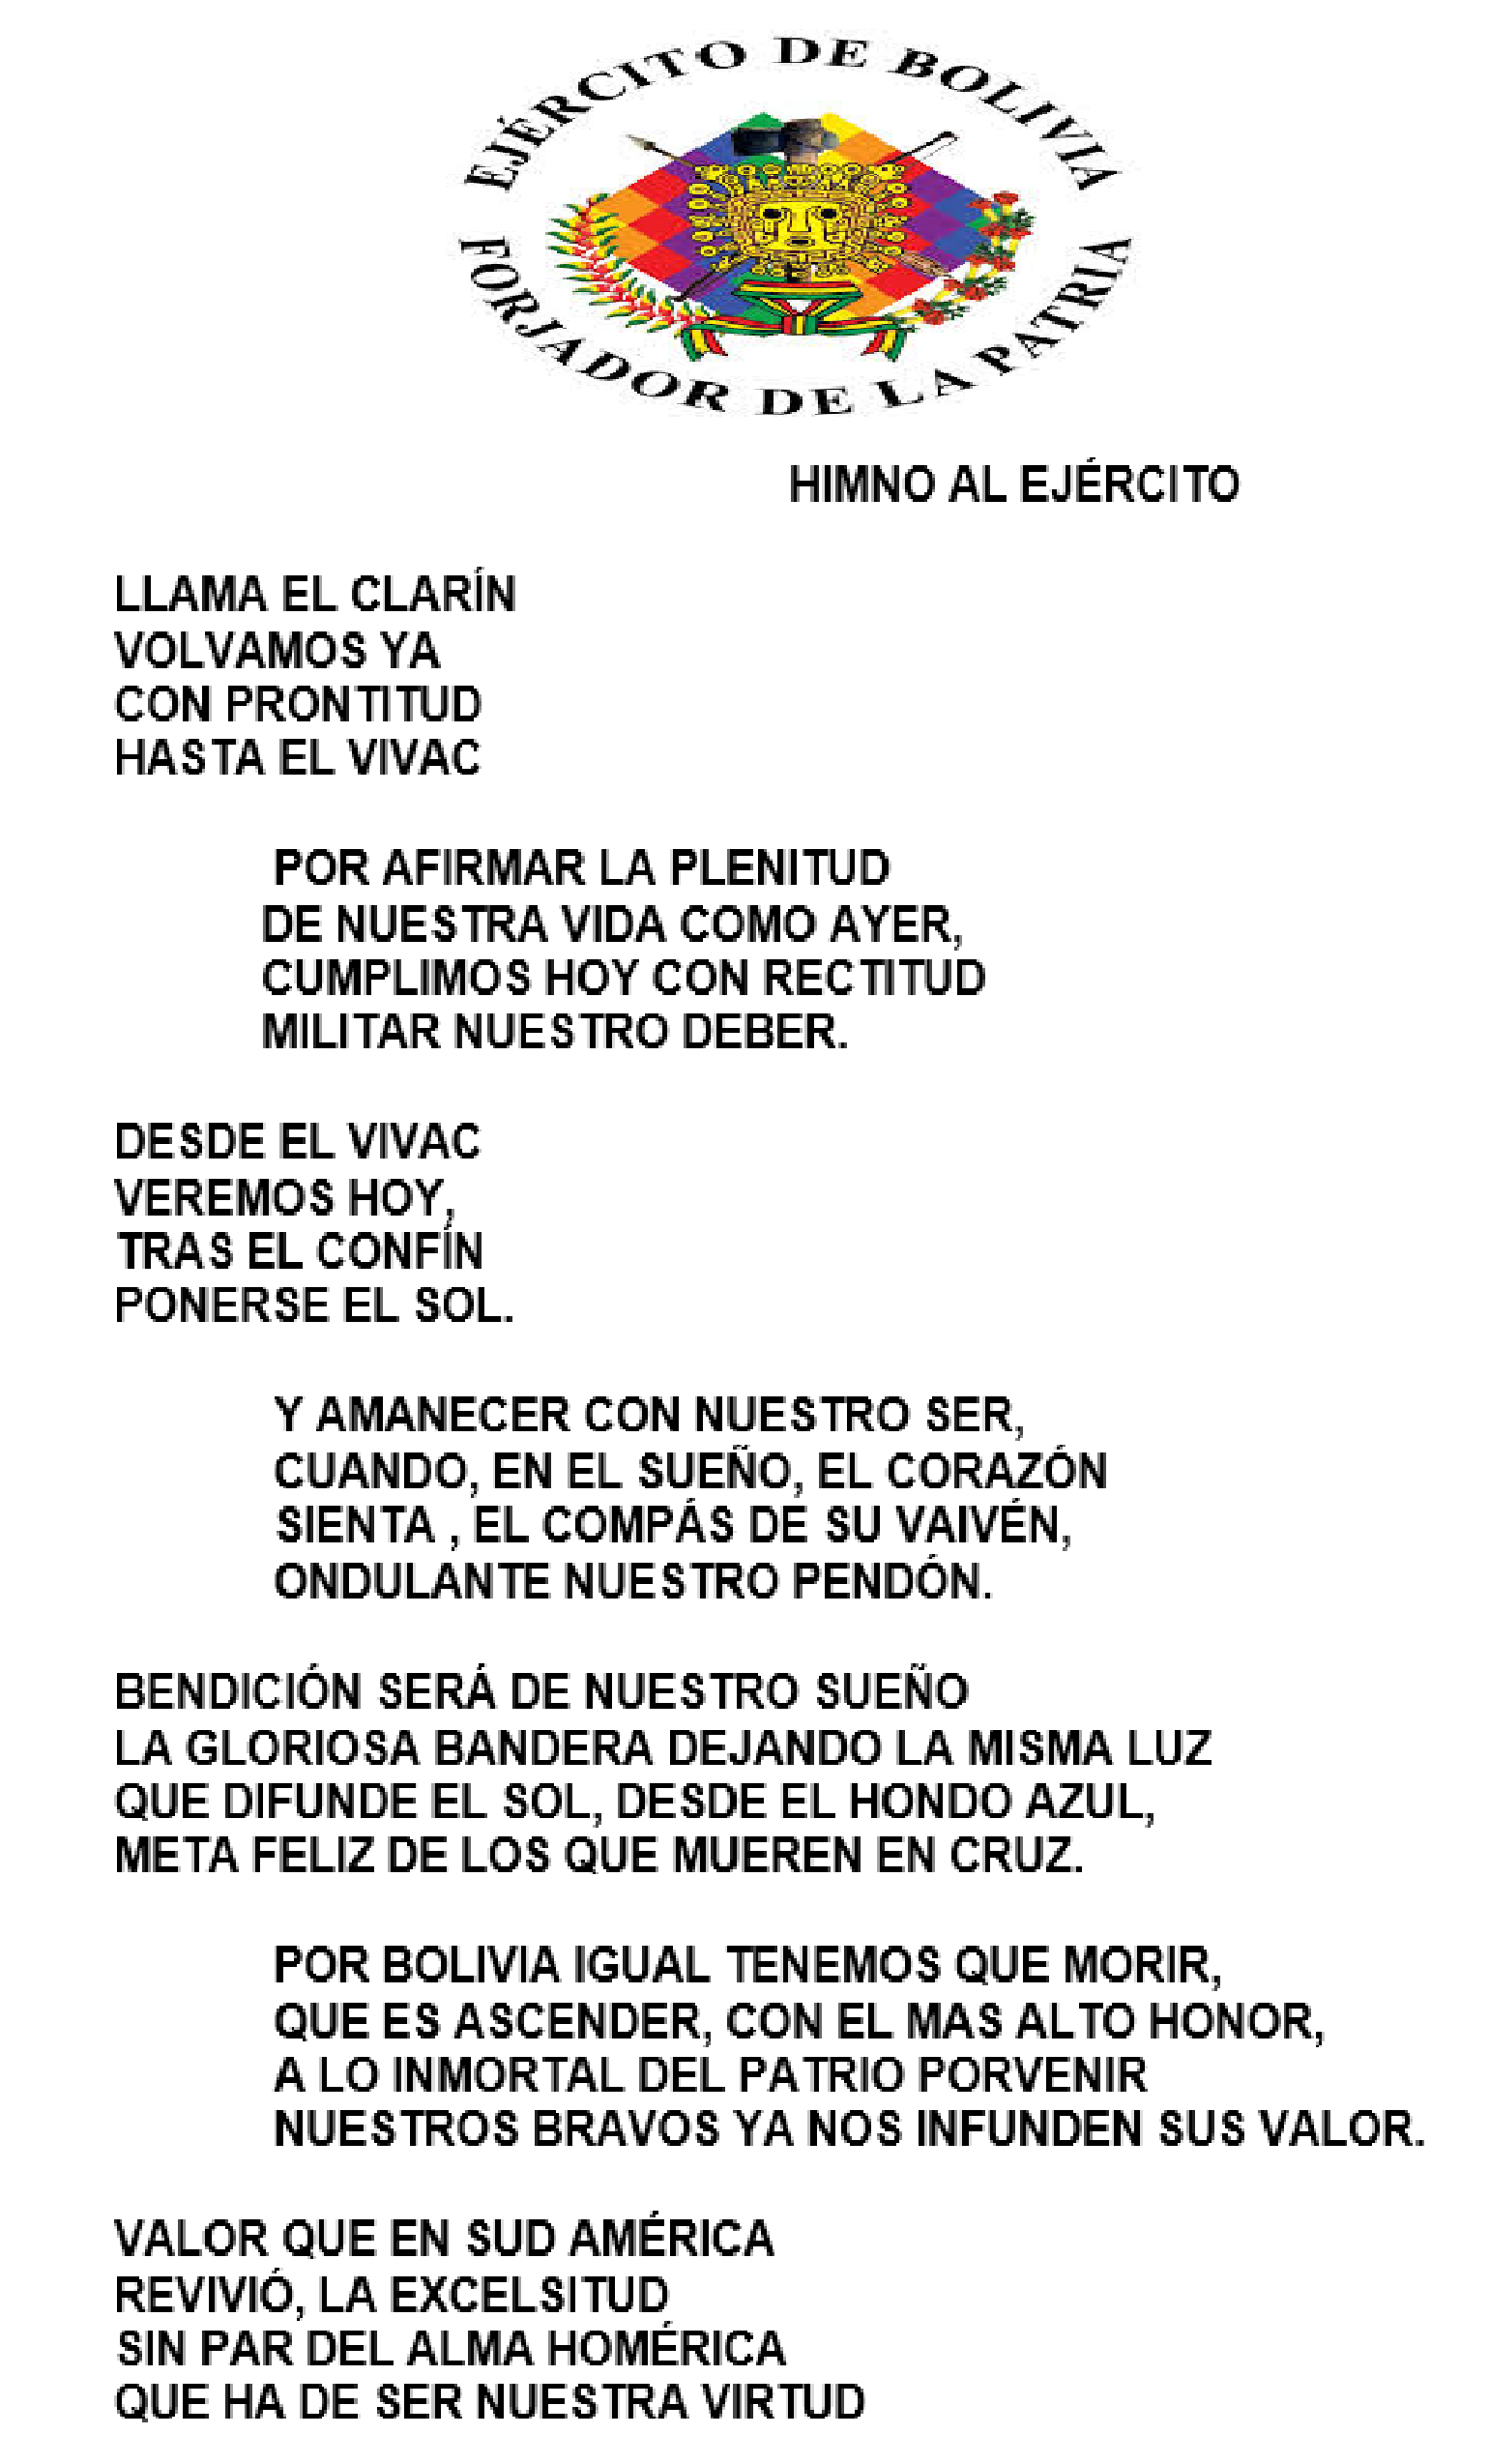 EJÉRCITO DE BOLIVIA
FORJADOR DE LA PATRIA
HIMNO AL EJÉRCITO
LLAMA EL CLARÍN
VOLVAMOS YA
CON PRONTITUD
HASTA EL VIVAC
POR AFIRMAR LA PLENITUD
DE NUESTRA VIDA COMO AYER,
CUMPLIMOS HOY CON RECTITUD
MILITAR NUESTRO DEBER.
DESDE EL VIVAC
VEREMOS HOY,
TRAS EL CONFÍN
PONERSE EL SOL.
Y AMANECER CON NUESTRO SER,
CUANDO, EN EL SUEÑO, EL CORAZÓN
SIENTA , EL COMPÁS DE SU VAIVÉN,
ONDULANTE NUESTRO PENDÓN.
BENDICIÓN SERÁ DE NUESTRO SUEÑO
LA GLORIOSA BANDERA DEJANDO LA MISMA LUZ
QUE DIFUNDE EL SOL, DESDE EL HONDO AZUL,
META FELIZ DE LOS QUE MUEREN EN CRUZ.
POR BOLIVIA IGUAL TENEMOS QUE MORIR,
QUE ES ASCENDER, CON EL MAS ALTO HONOR,
A LO INMORTAL DEL PATRIO PORVENIR
NUESTROS BRAVOS YA NOS INFUNDEN SUS VALOR.
VALOR QUE EN SUD AMÉRICA
REVIVIÓ, LA EXCELSITUD
SIN PAR DEL ALMA HOMÉRICA
QUE HA DE SER NUESTRA VIRTUD